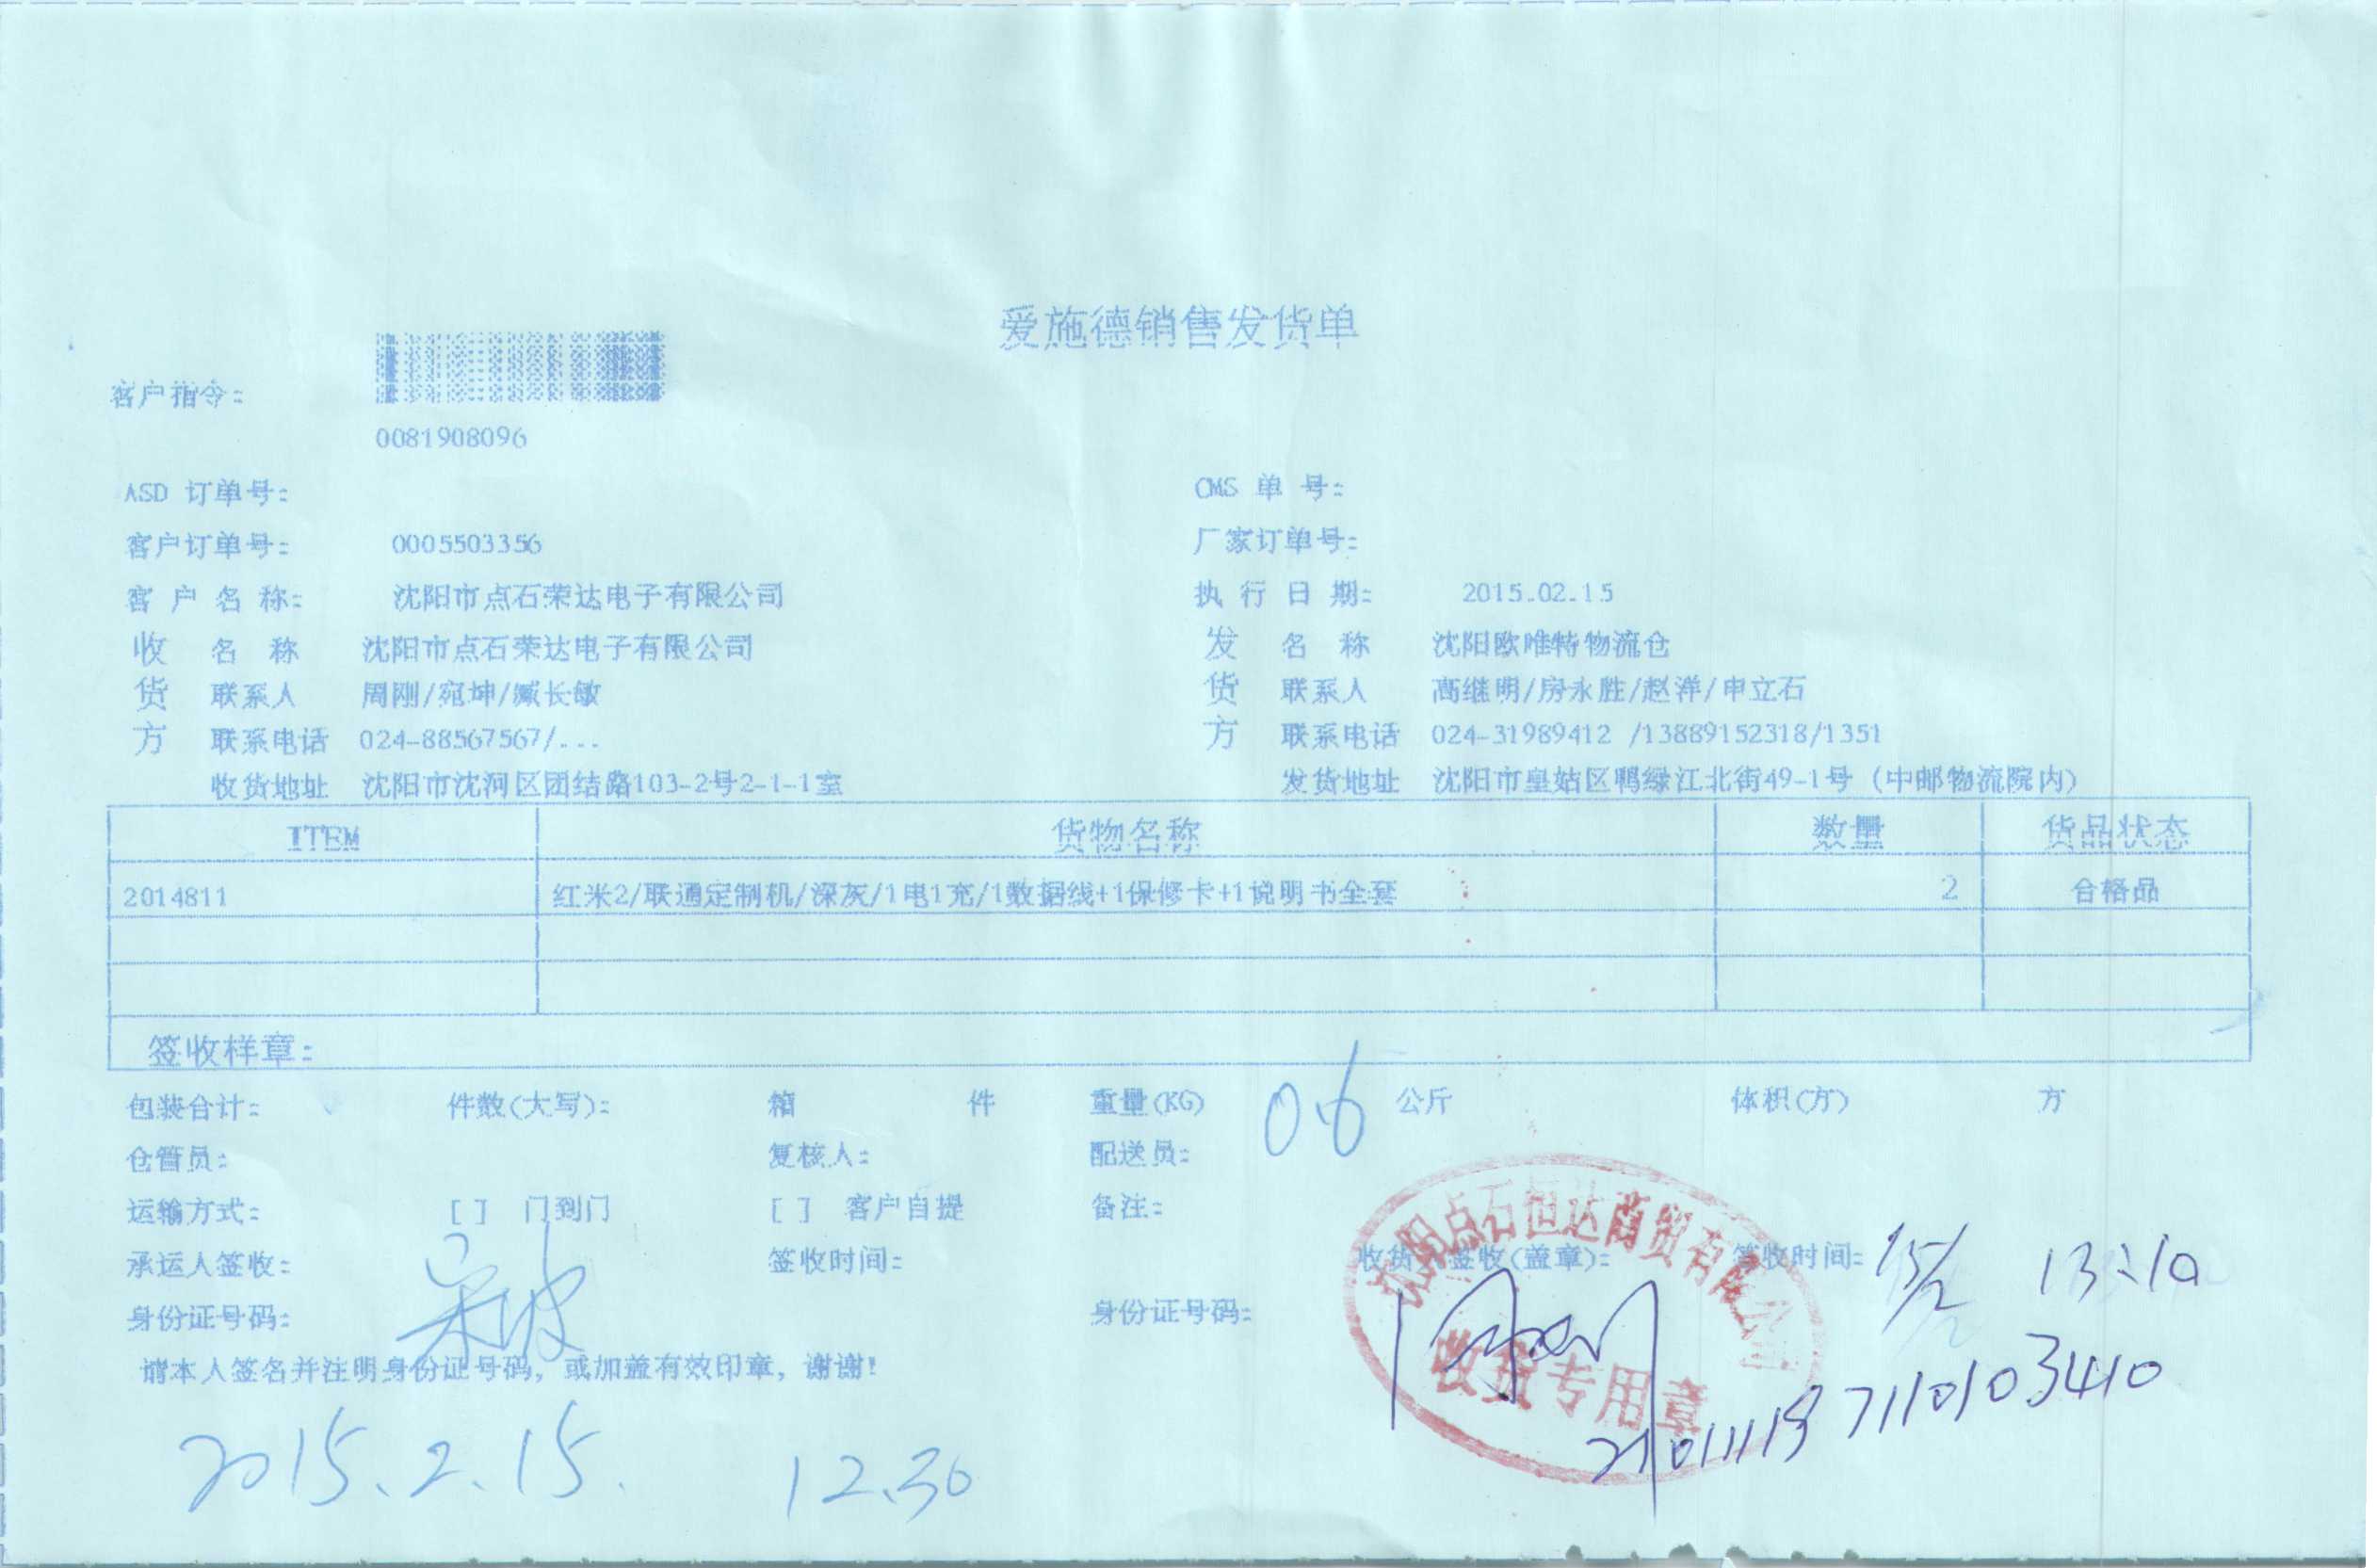 爱施德销售发货单
客户指令:
0081908096
ASD 订单号: CMS 单 号:
客户订单号: 0005503356 厂家订单号:
客 户 名 称: 沈阳市点石荣达电子有限公司 执 行 日 期: 2015.02.15
收 名 称 沈阳市点石荣达电子有限公司 发 名 称 沈阳欧唯特物流仓
货 联系人 周刚/宛坤/臧长敏 货 联系人 高继明/房永胜/赵洋/申立石
方 联系电话 024-88567567/... 方 联系电话 024-31989412 /13889152318/1351
收货地址 沈阳市沈河区团结路103-2号2-1-1室 发货地址 沈阳市皇姑区鸭绿江北街49-1号 (中邮物流院内)
ITEM 货物名称 数量 货品状态
2014811 红米2/联通定制机/深灰/1电1充/1数据线+1保修卡+1说明书全套 2 合格品
签收样章:
包装合计: 件数(大写): 箱 件 重量(KG) 0.6 公斤 体积(方) 方
仓管员: 复核人: 配送员:
运输方式: [ ] 门到门 [ ] 客户自提 备注:
承运人签收: 签收时间: 收货人签收(盖章): 签收时间: 15/2 13:10
身份证号码: 身份证号码:
请本人签名并注明身份证号码, 或加盖有效印章, 谢谢!
沈阳点石恒达商贸有限公司
收货专用章
2015.2.15. 12.30